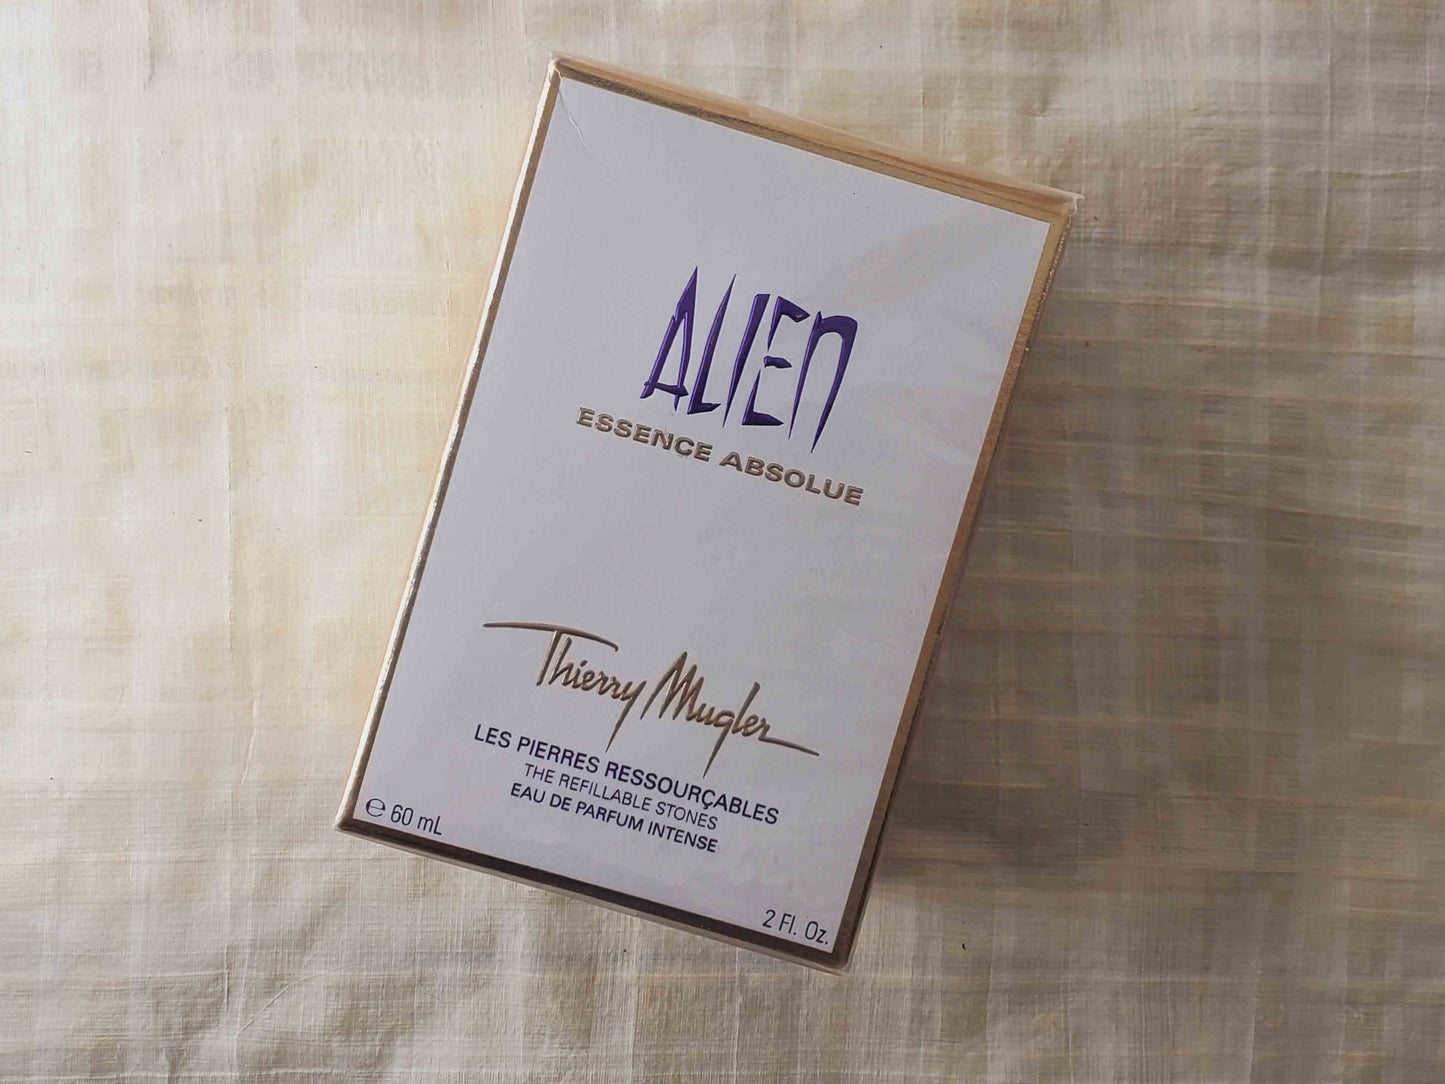 ALIEN
ESSENCE ABSOLUE
Thierry Mugler
LES PIERRES RESSOURÇABLES
THE REFILLABLE STONES
EAU DE PARFUM INTENSE
℮ 60 mL
2 Fl. Oz.